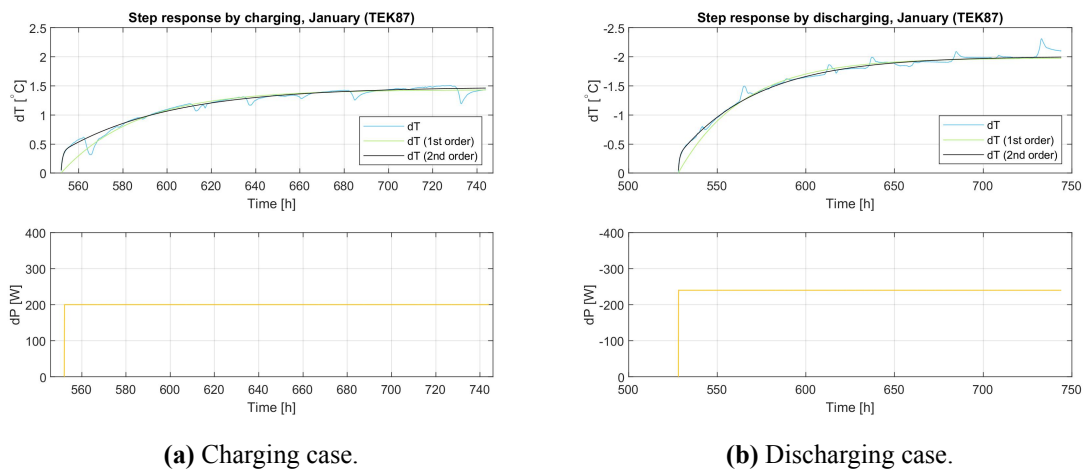 Step response by charging, January (TEK87)
2.5
2
1.5
1
0.5
0
dT [°C]
dT
dT (1st order)
dT (2nd order)
560 580 600 620 640 660 680 700 720 740
Time [h]
400
300
200
100
0
dP [W]
560 580 600 620 640 660 680 700 720 740
Time [h]
(a) Charging case.
Step response by discharging, January (TEK87)
-2.5
-2
-1.5
-1
-0.5
0
dT [°C]
dT
dT (1st order)
dT (2nd order)
500 550 600 650 700 750
Time [h]
-400
-300
-200
-100
0
dP [W]
500 550 600 650 700 750
Time [h]
(b) Discharging case.